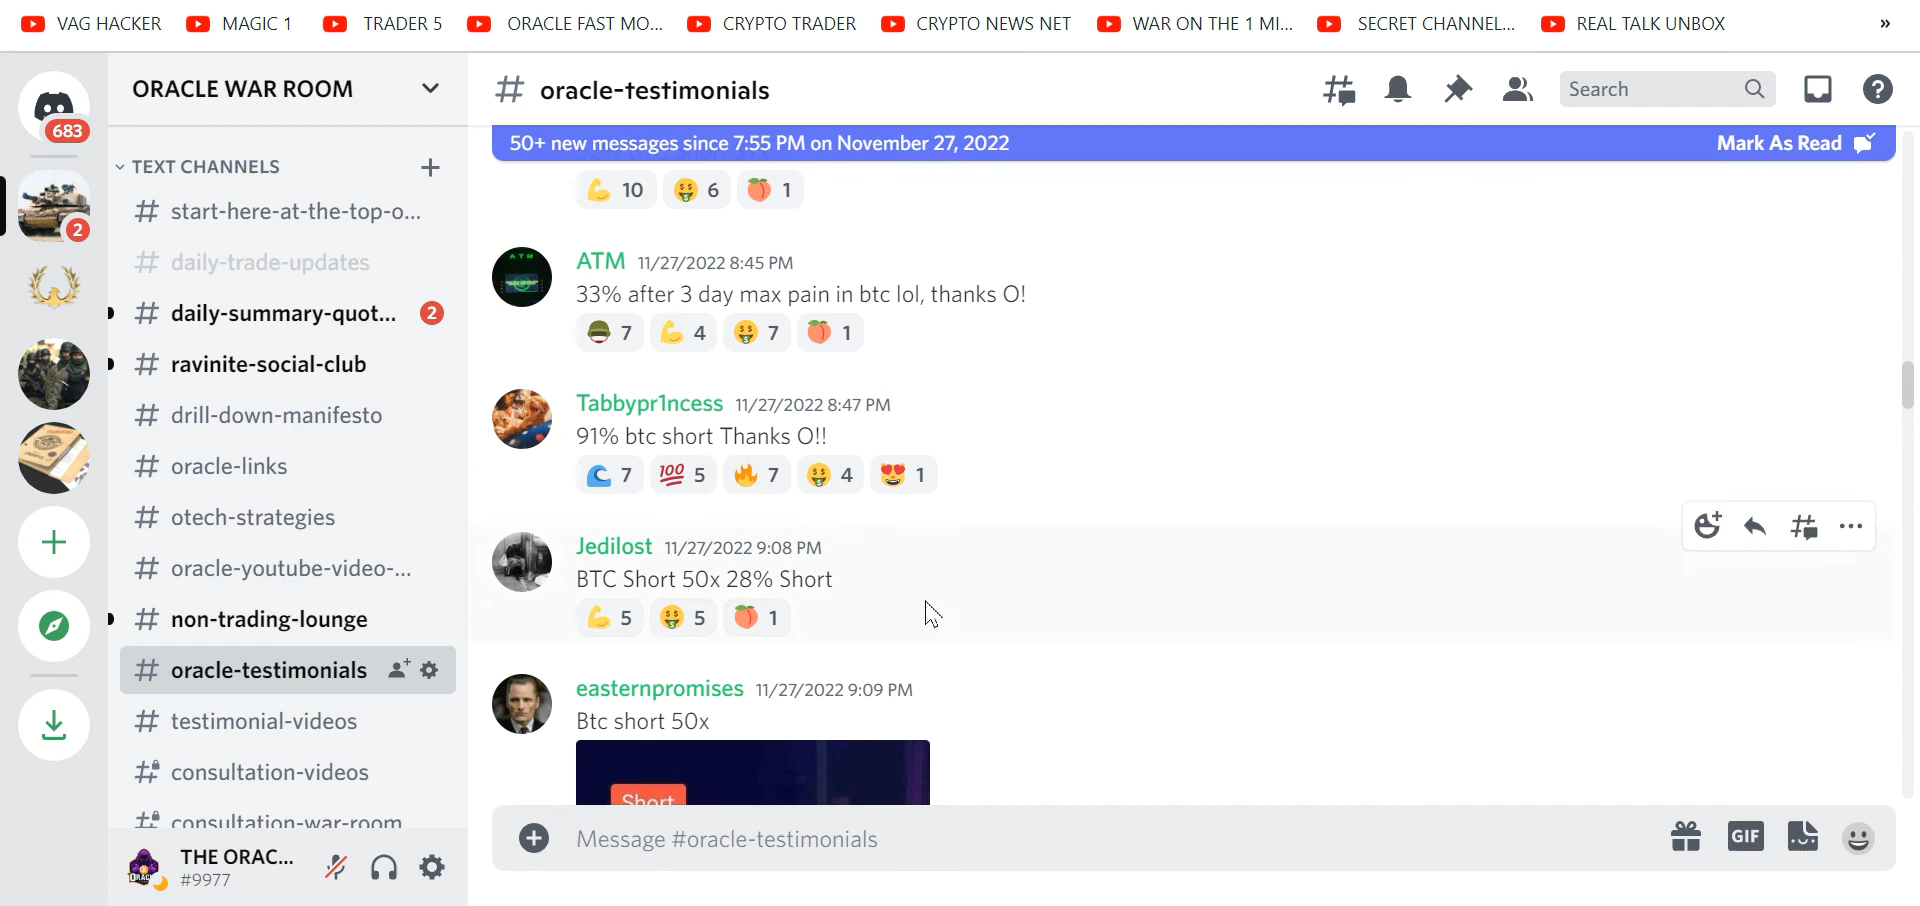 VAG HACKER
MAGIC 1
TRADER 5
ORACLE FAST MO...
CRYPTO TRADER
CRYPTO NEWS NET
WAR ON THE 1 MI...
SECRET CHANNEL...
REAL TALK UNBOX
»
683
2
ORACLE WAR ROOM
TEXT CHANNELS
# start-here-at-the-top-o...
# daily-trade-updates
# daily-summary-quot... 2
# ravinite-social-club
# drill-down-manifesto
# oracle-links
# otech-strategies
# oracle-youtube-video-...
# non-trading-lounge
# oracle-testimonials
# testimonial-videos
# consultation-videos
# consultation-war-room
THE ORAC...
#9977
# oracle-testimonials
Search
50+ new messages since 7:55 PM on November 27, 2022
Mark As Read
💪 10 🤑 6 🍑 1
ATM 11/27/2022 8:45 PM
33% after 3 day max pain in btc lol, thanks O!
🪖 7 💪 4 🤑 7 🍑 1
Tabbypr1ncess 11/27/2022 8:47 PM
91% btc short Thanks O!!
🌊 7 💯 5 🔥 7 🤑 4 😻 1
Jedilost 11/27/2022 9:08 PM
BTC Short 50x 28% Short
💪 5 🤑 5 🍑 1
easternpromises 11/27/2022 9:09 PM
Btc short 50x
Short
Message #oracle-testimonials
GIF